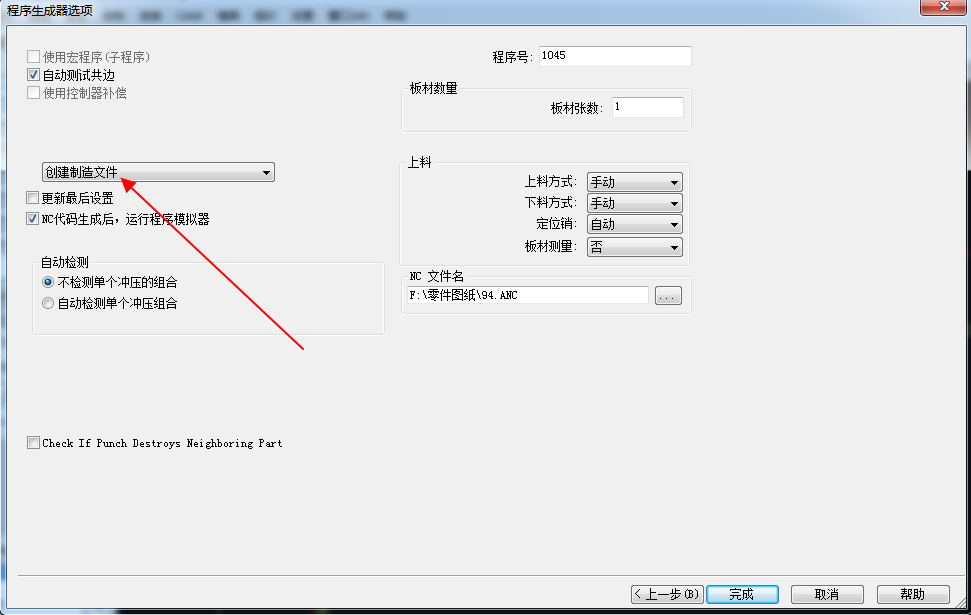 程序生成器选项
使用宏程序(子程序)
自动测试共边
使用控制器补偿
程序号: 1045
板材数量
板材张数: 1
创建制造文件
更新最后设置
NC代码生成后，运行程序模拟器
上料
上料方式: 手动
下料方式: 手动
定位销: 自动
板材测量: 否
自动检测
不检测单个冲压的组合
自动检测单个冲压组合
NC 文件名
F:\零件图纸\94.ANC
...
Check If Punch Destroys Neighboring Part
<上一步(B)
完成
取消
帮助